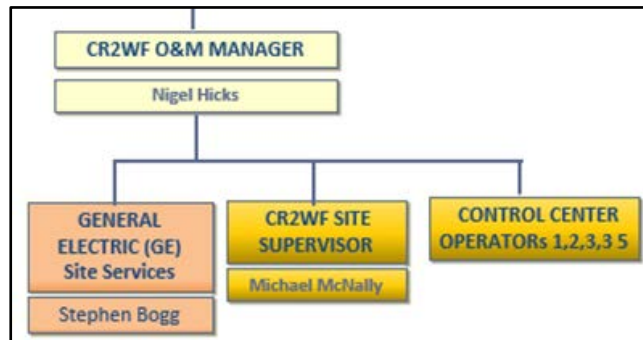 CR2WF O&M MANAGER
Nigel Hicks
GENERAL
ELECTRIC (GE)
Site Services
Stephen Bogg
CR2WF SITE
SUPERVISOR
Michael McNally
CONTROL CENTER
OPERATORs 1,2,3,3 5